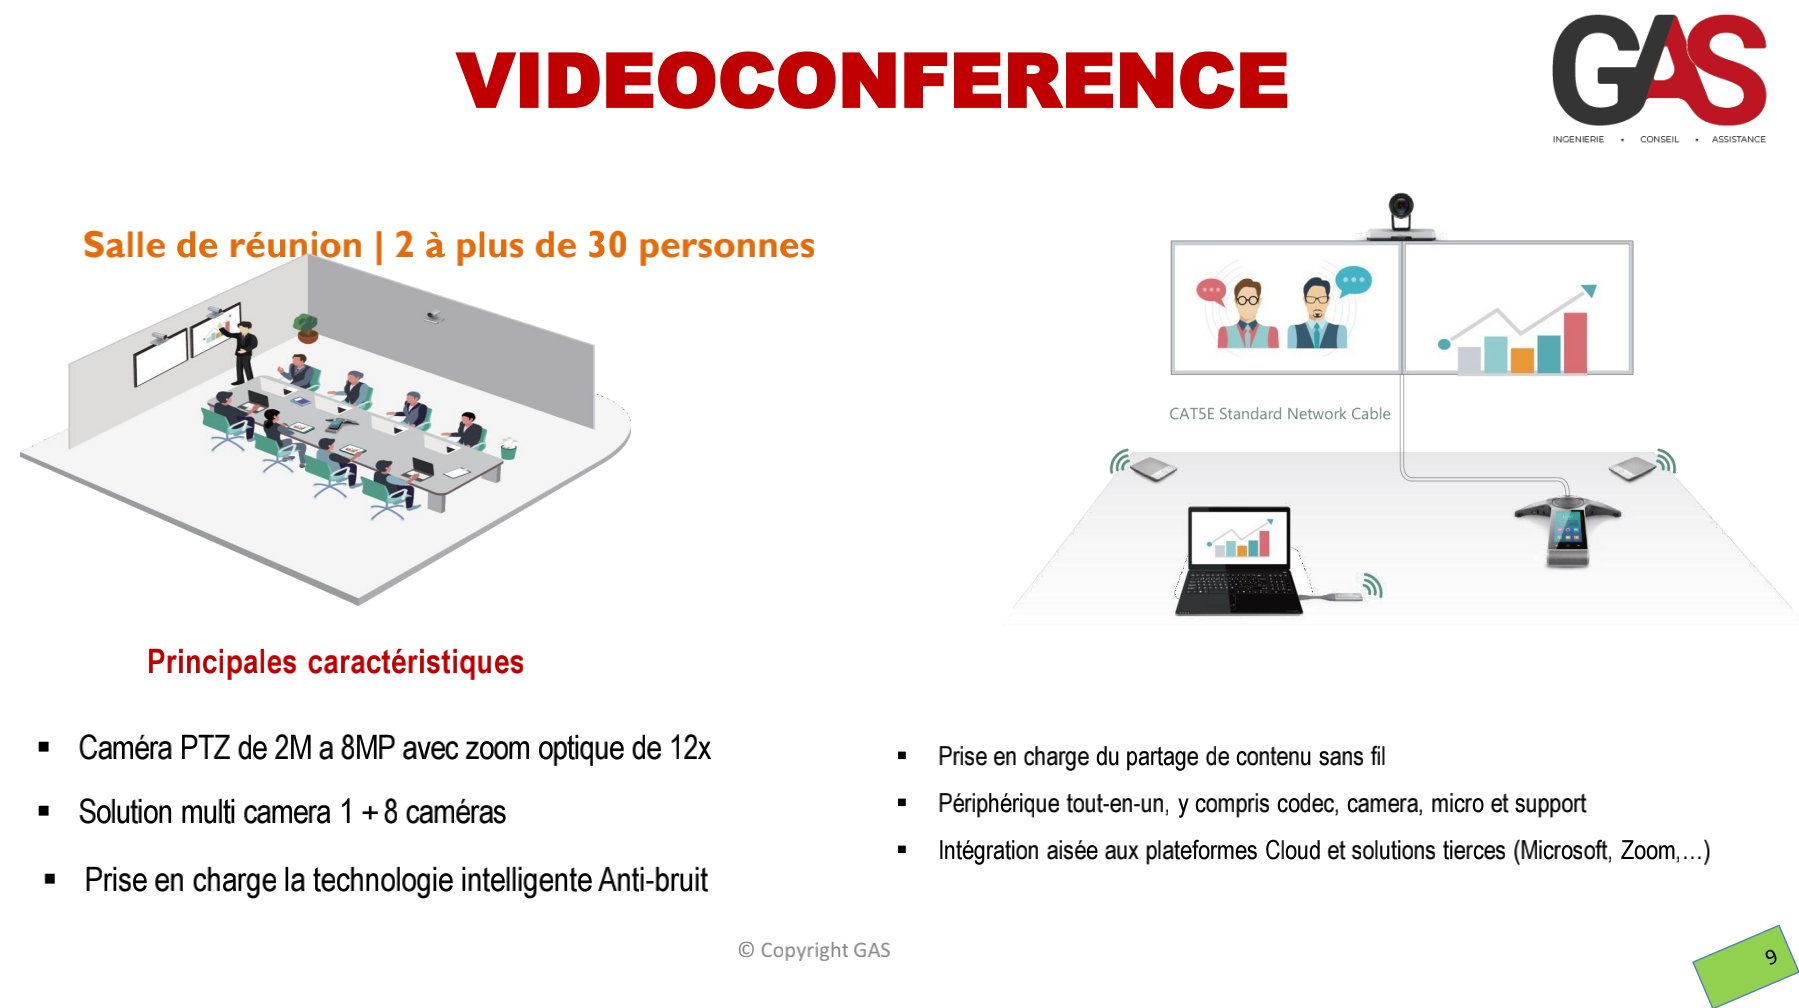 VIDEOCONFERENCE
GAS
INGENIERIE • CONSEIL • ASSISTANCE
Salle de réunion | 2 à plus de 30 personnes
CAT5E Standard Network Cable
Principales caractéristiques
▪ Caméra PTZ de 2M a 8MP avec zoom optique de 12x
▪ Solution multi camera 1 + 8 caméras
▪ Prise en charge la technologie intelligente Anti-bruit
▪ Prise en charge du partage de contenu sans fil
▪ Périphérique tout-en-un, y compris codec, camera, micro et support
▪ Intégration aisée aux plateformes Cloud et solutions tierces (Microsoft, Zoom,…)
© Copyright GAS
9